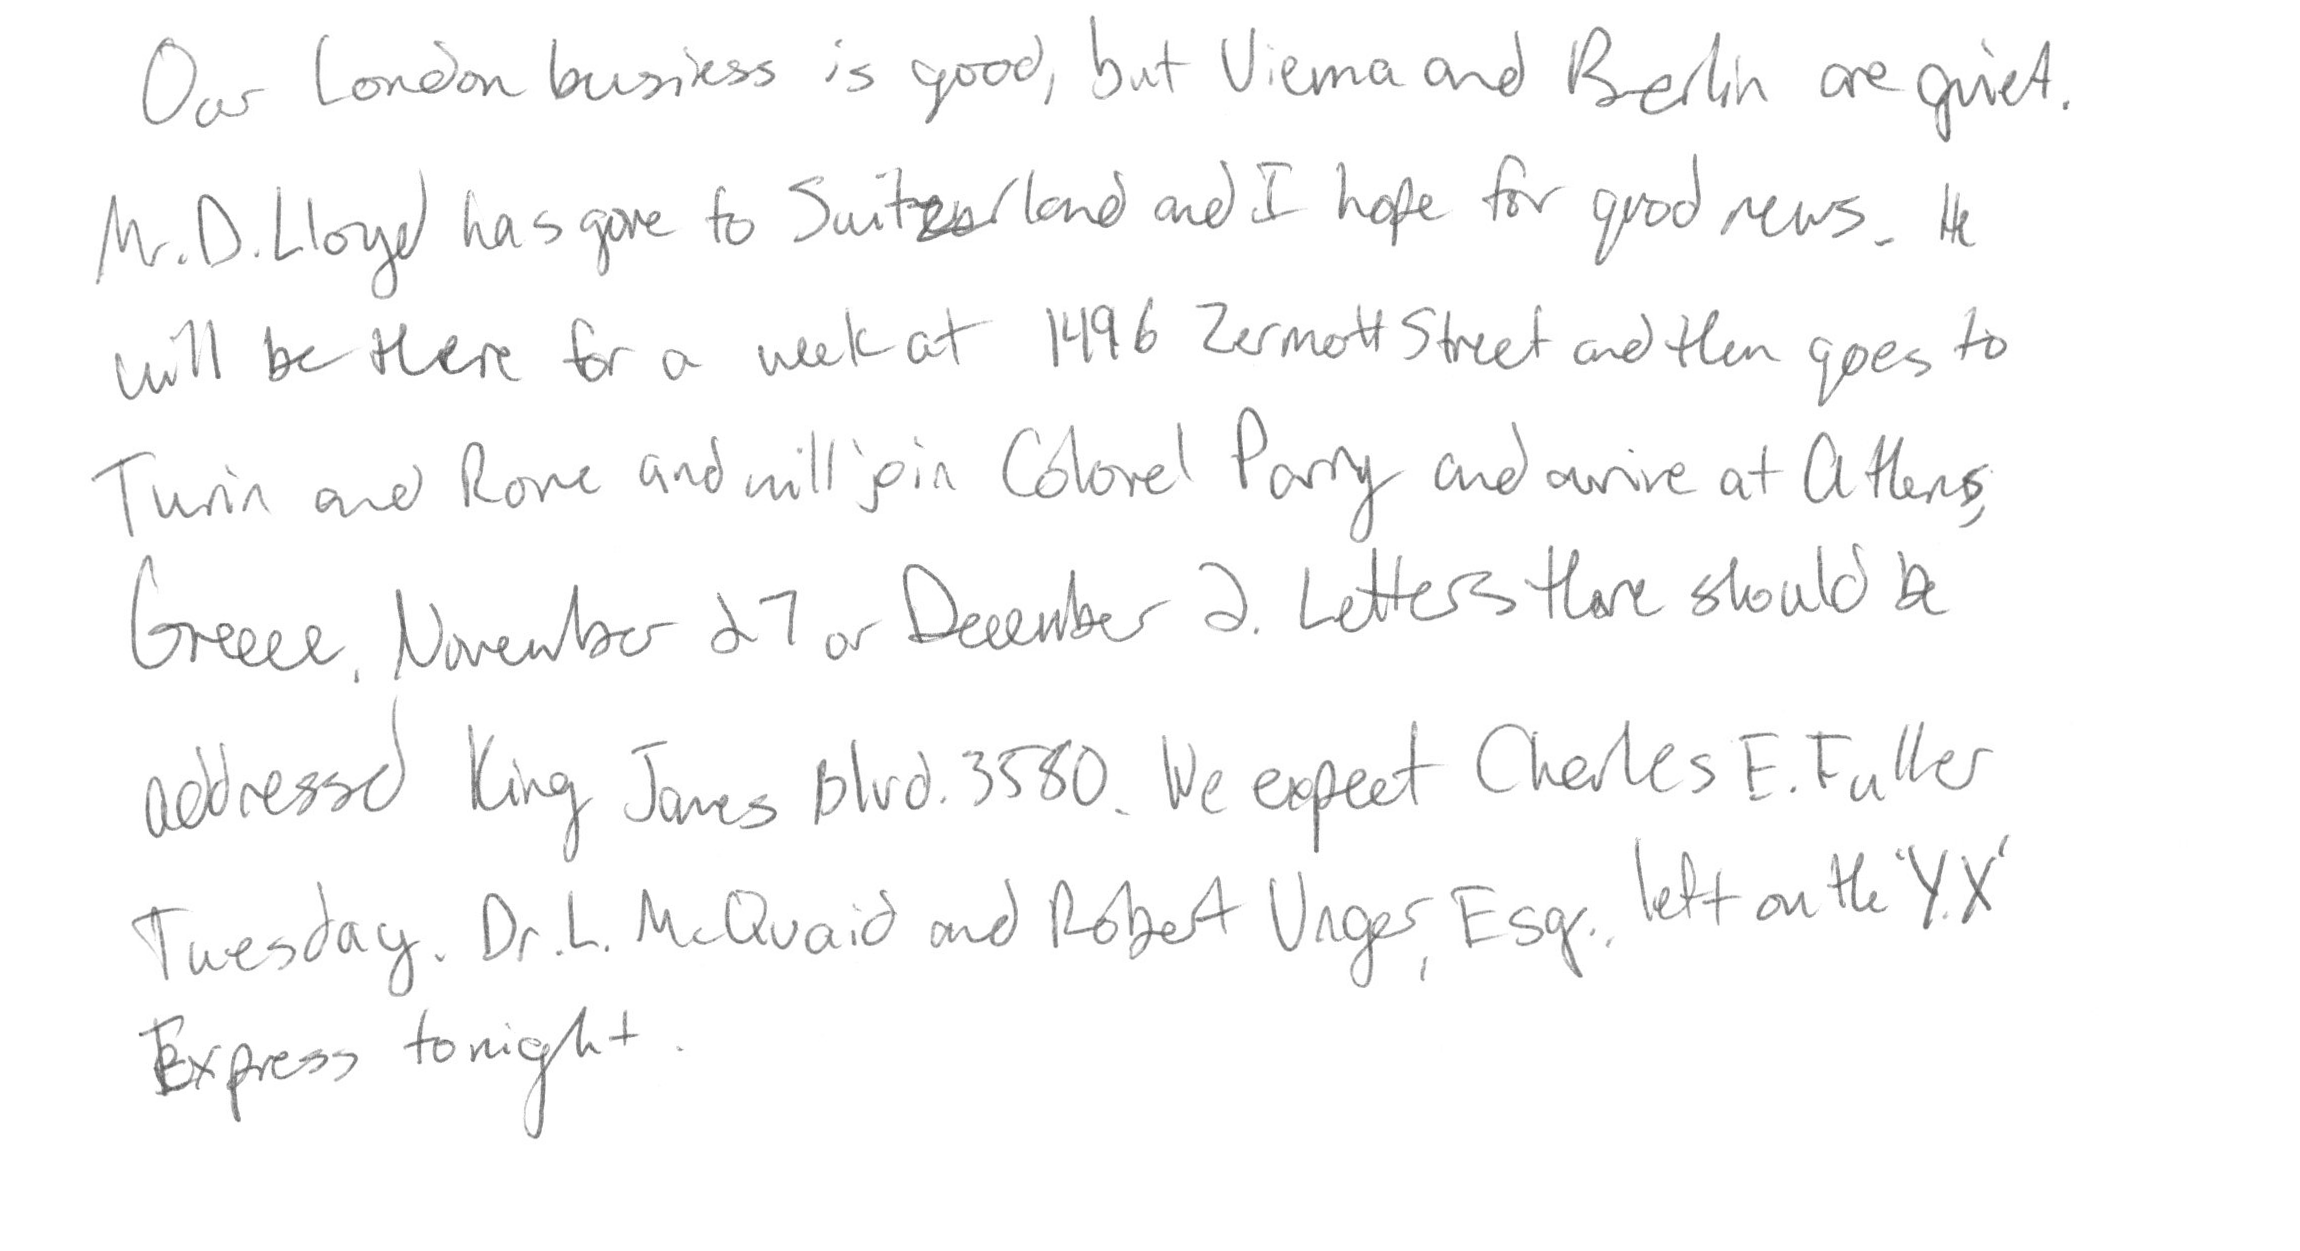 Our London business is good, but Vienna and Berlin are quiet.
Mr. D. Lloyd has gone to Switzerland and I hope for good news. He
will be there for a week at 1496 Zermott Street and then goes to
Turin and Rome and will join Colonel Parry and arrive at Athens,
Greece, November 27 or December 2. Letters there should be
addressed King James Blvd. 3580. We expect Charles E. Fuller
Tuesday. Dr. L. McQuaid and Robert Unger, Esq., left on the 'Y.X'
Express tonight.